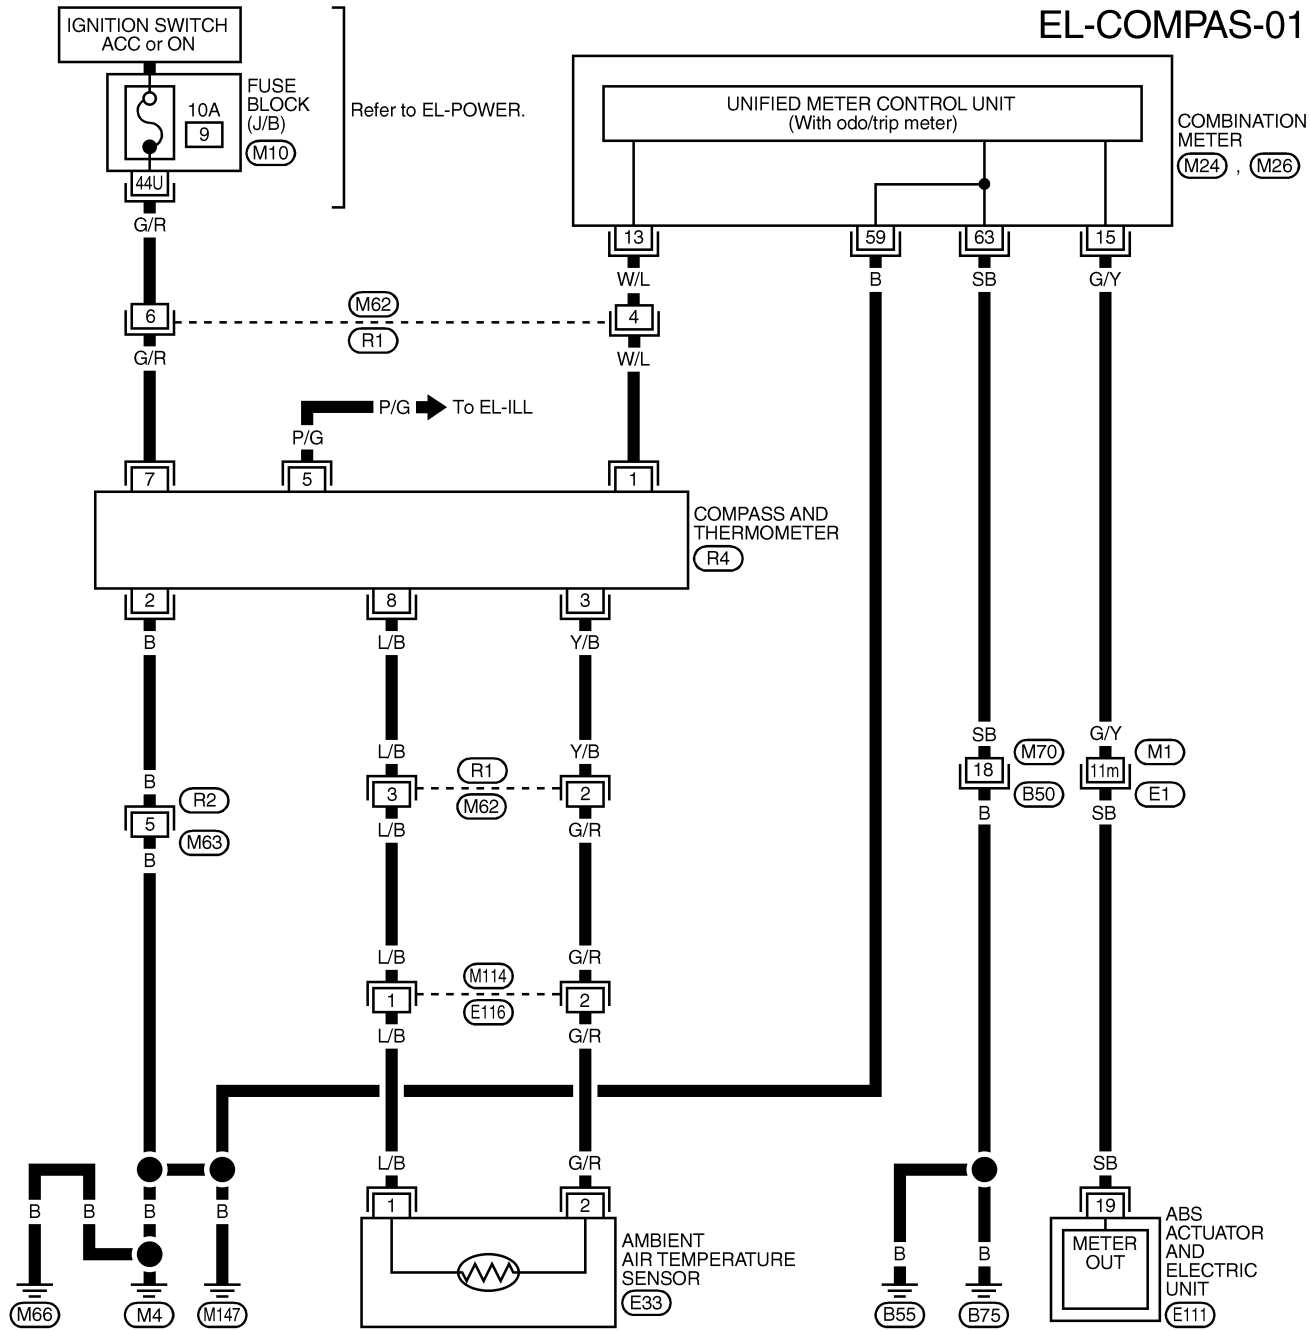 EL-COMPAS-01
IGNITION SWITCH
ACC or ON
10A
9
FUSE
BLOCK
(J/B)
M10
Refer to EL-POWER.
44U
G/R
UNIFIED METER CONTROL UNIT
(With odo/trip meter)
COMBINATION
METER
M24 , M26
13 59 63 15
W/L B SB G/Y
6 M62 4
R1
G/R W/L
P/G To EL-ILL
P/G
7 5 1
COMPASS AND
THERMOMETER
R4
2 8 3
B L/B Y/B
SB G/Y
M70 M1
18 11m
B50 E1
B SB
B L/B Y/B
R2 R1
3 2
5 M62
M63
L/B G/R
B
L/B G/R
M114
1 2
E116
L/B G/R
L/B G/R SB
1 2 19
B B B B
METER
OUT
ABS
ACTUATOR
AND
ELECTRIC
UNIT
E111
AMBIENT
AIR TEMPERATURE
SENSOR
E33
B B
M66 M4 M147 B55 B75